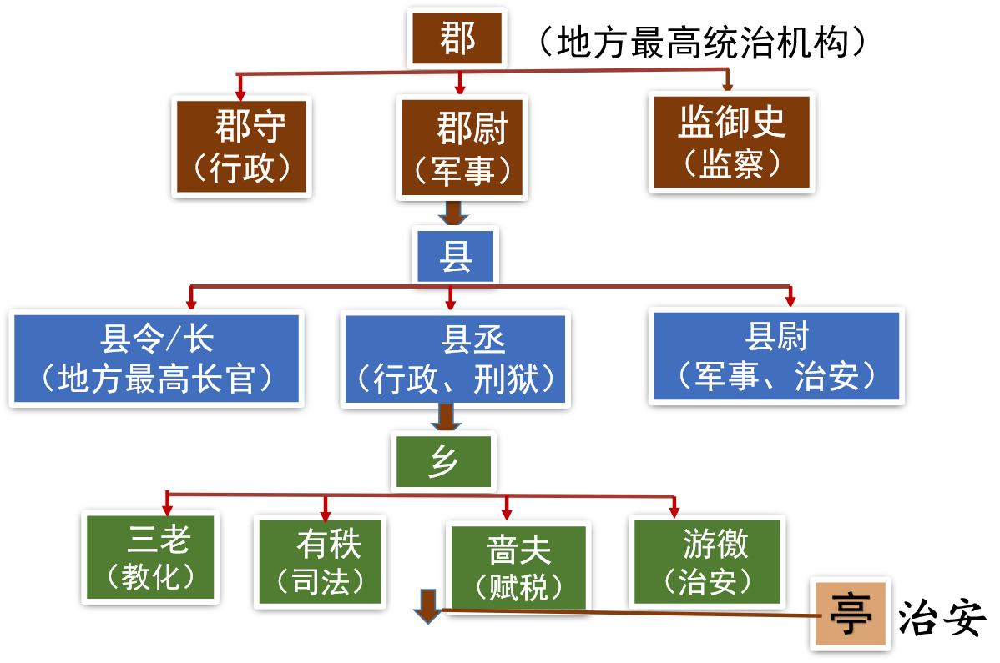 郡
（地方最高统治机构）
郡守
（行政）
郡尉
（军事）
监御史
（监察）
县
县令/长
（地方最高长官）
县丞
（行政、刑狱）
县尉
（军事、治安）
乡
三老
（教化）
有秩
（司法）
啬夫
（赋税）
游徼
（治安）
亭
治安